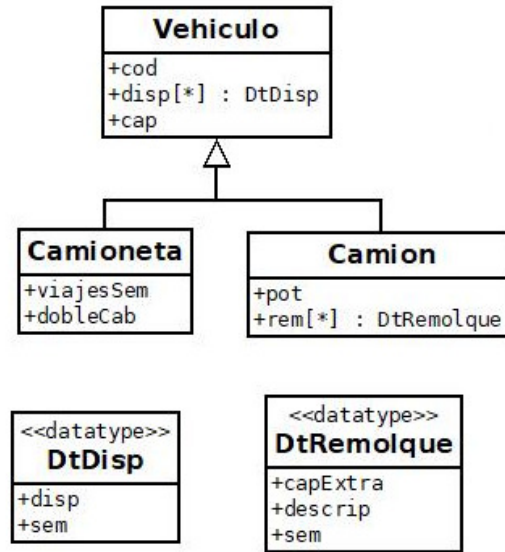 Vehiculo
+cod
+disp[*] : DtDisp
+cap
Camioneta
+viajesSem
+dobleCab
Camion
+pot
+rem[*] : DtRemolque
<<datatype>>
DtDisp
+disp
+sem
<<datatype>>
DtRemolque
+capExtra
+descrip
+sem